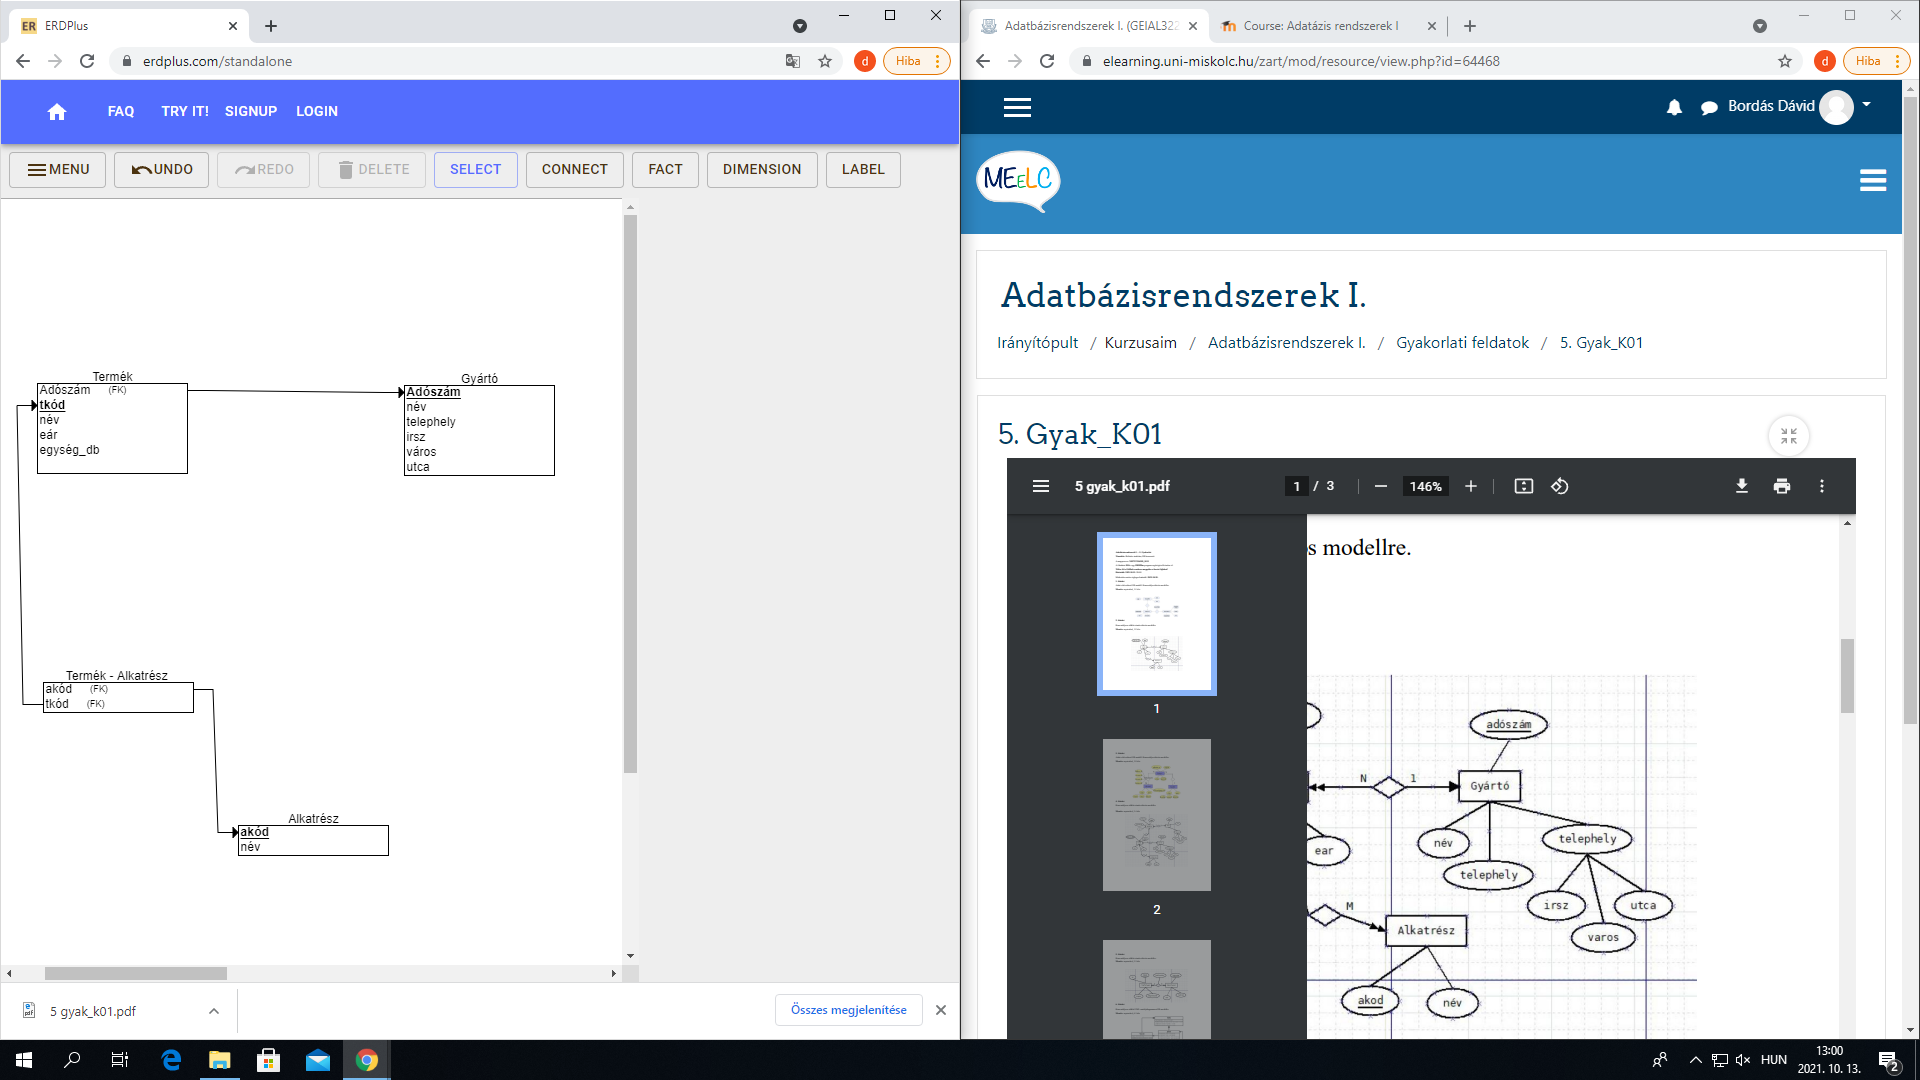 ERDPlus
erdplus.com/standalone
d
Hiba
FAQ
TRY IT!
SIGNUP
LOGIN
MENU
UNDO
REDO
DELETE
SELECT
CONNECT
FACT
DIMENSION
LABEL
Termék
Adószám (FK)
tkód
név
eár
egység_db
Gyártó
Adószám
név
telephely
irsz
város
utca
Termék - Alkatrész
akód (FK)
tkód (FK)
Alkatrész
akód
név
5 gyak_k01.pdf
Összes megjelenítése
Adatbázisrendszerek I. (GEIAL322
Course: Adatázis rendszerek I
elearning.uni-miskolc.hu/zart/mod/resource/view.php?id=64468
d
Hiba
Bordás Dávid
MEeLC
Adatbázisrendszerek I.
Irányítópult / Kurzusaim / Adatbázisrendszerek I. / Gyakorlati feldatok / 5. Gyak_K01
5. Gyak_K01
5 gyak_k01.pdf
1 / 3
146%
1
2
s modellre.
adószám
N
1
Gyártó
ear
név
telephely
telephely
irsz
utca
varos
M
Alkatrész
akod
név
HUN
13:00
2021. 10. 13.
2